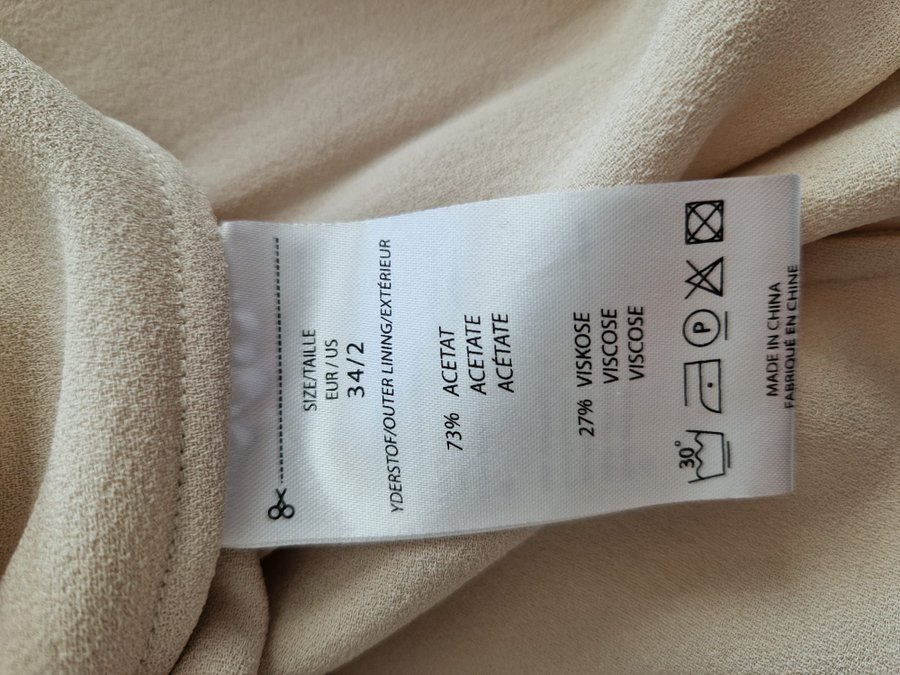 SIZE/TAILLE
EUR / US
34/2
YDERSTOF/OUTER LINING/EXTÉRIEUR
73% ACETAT
ACETATE
ACÉTATE
27% VISKOSE
VISCOSE
VISCOSE
30°
P
MADE IN CHINA
FABRIQUÉ EN CHINE